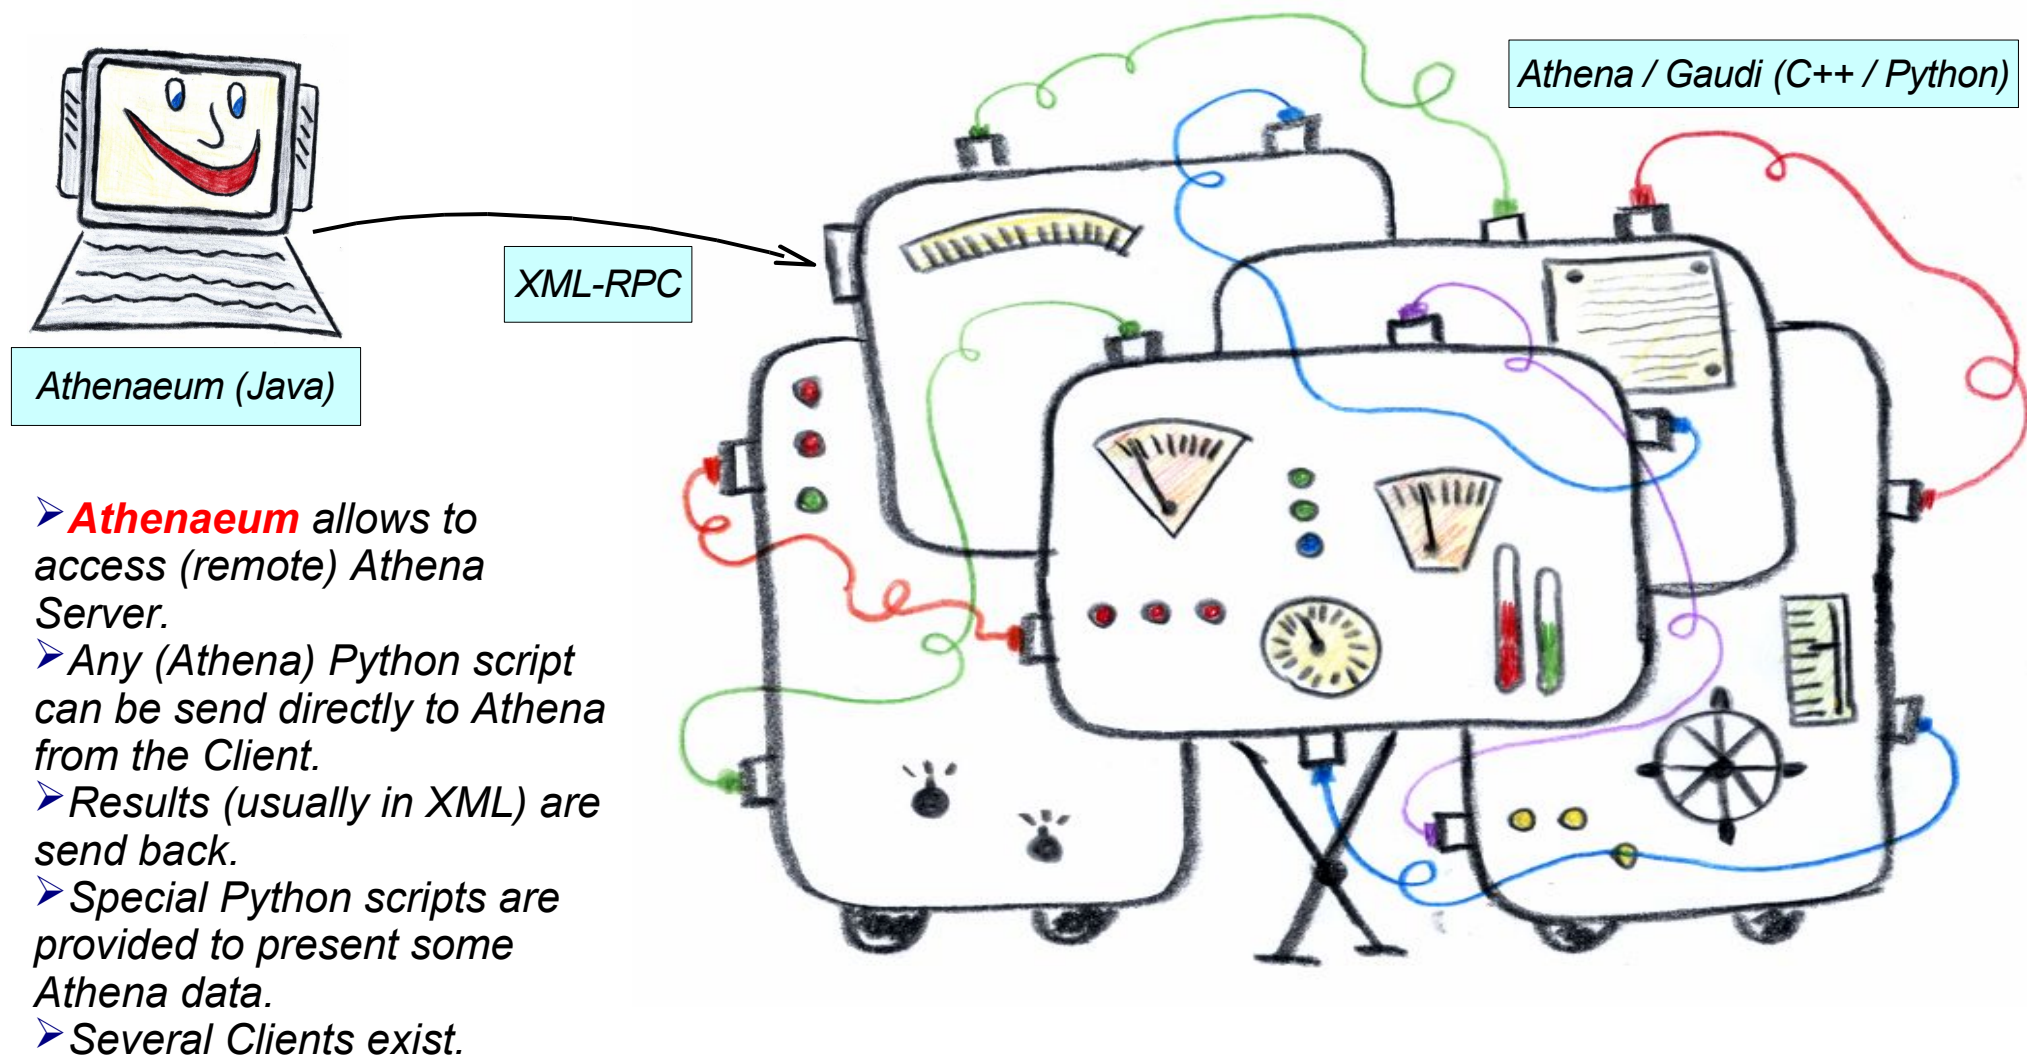 Athena / Gaudi (C++ / Python)
XML-RPC
Athenaeum (Java)
➢Athenaeum allows to
access (remote) Athena
Server.
➢Any (Athena) Python script
can be send directly to Athena
from the Client.
➢Results (usually in XML) are
send back.
➢Special Python scripts are
provided to present some
Athena data.
➢Several Clients exist.